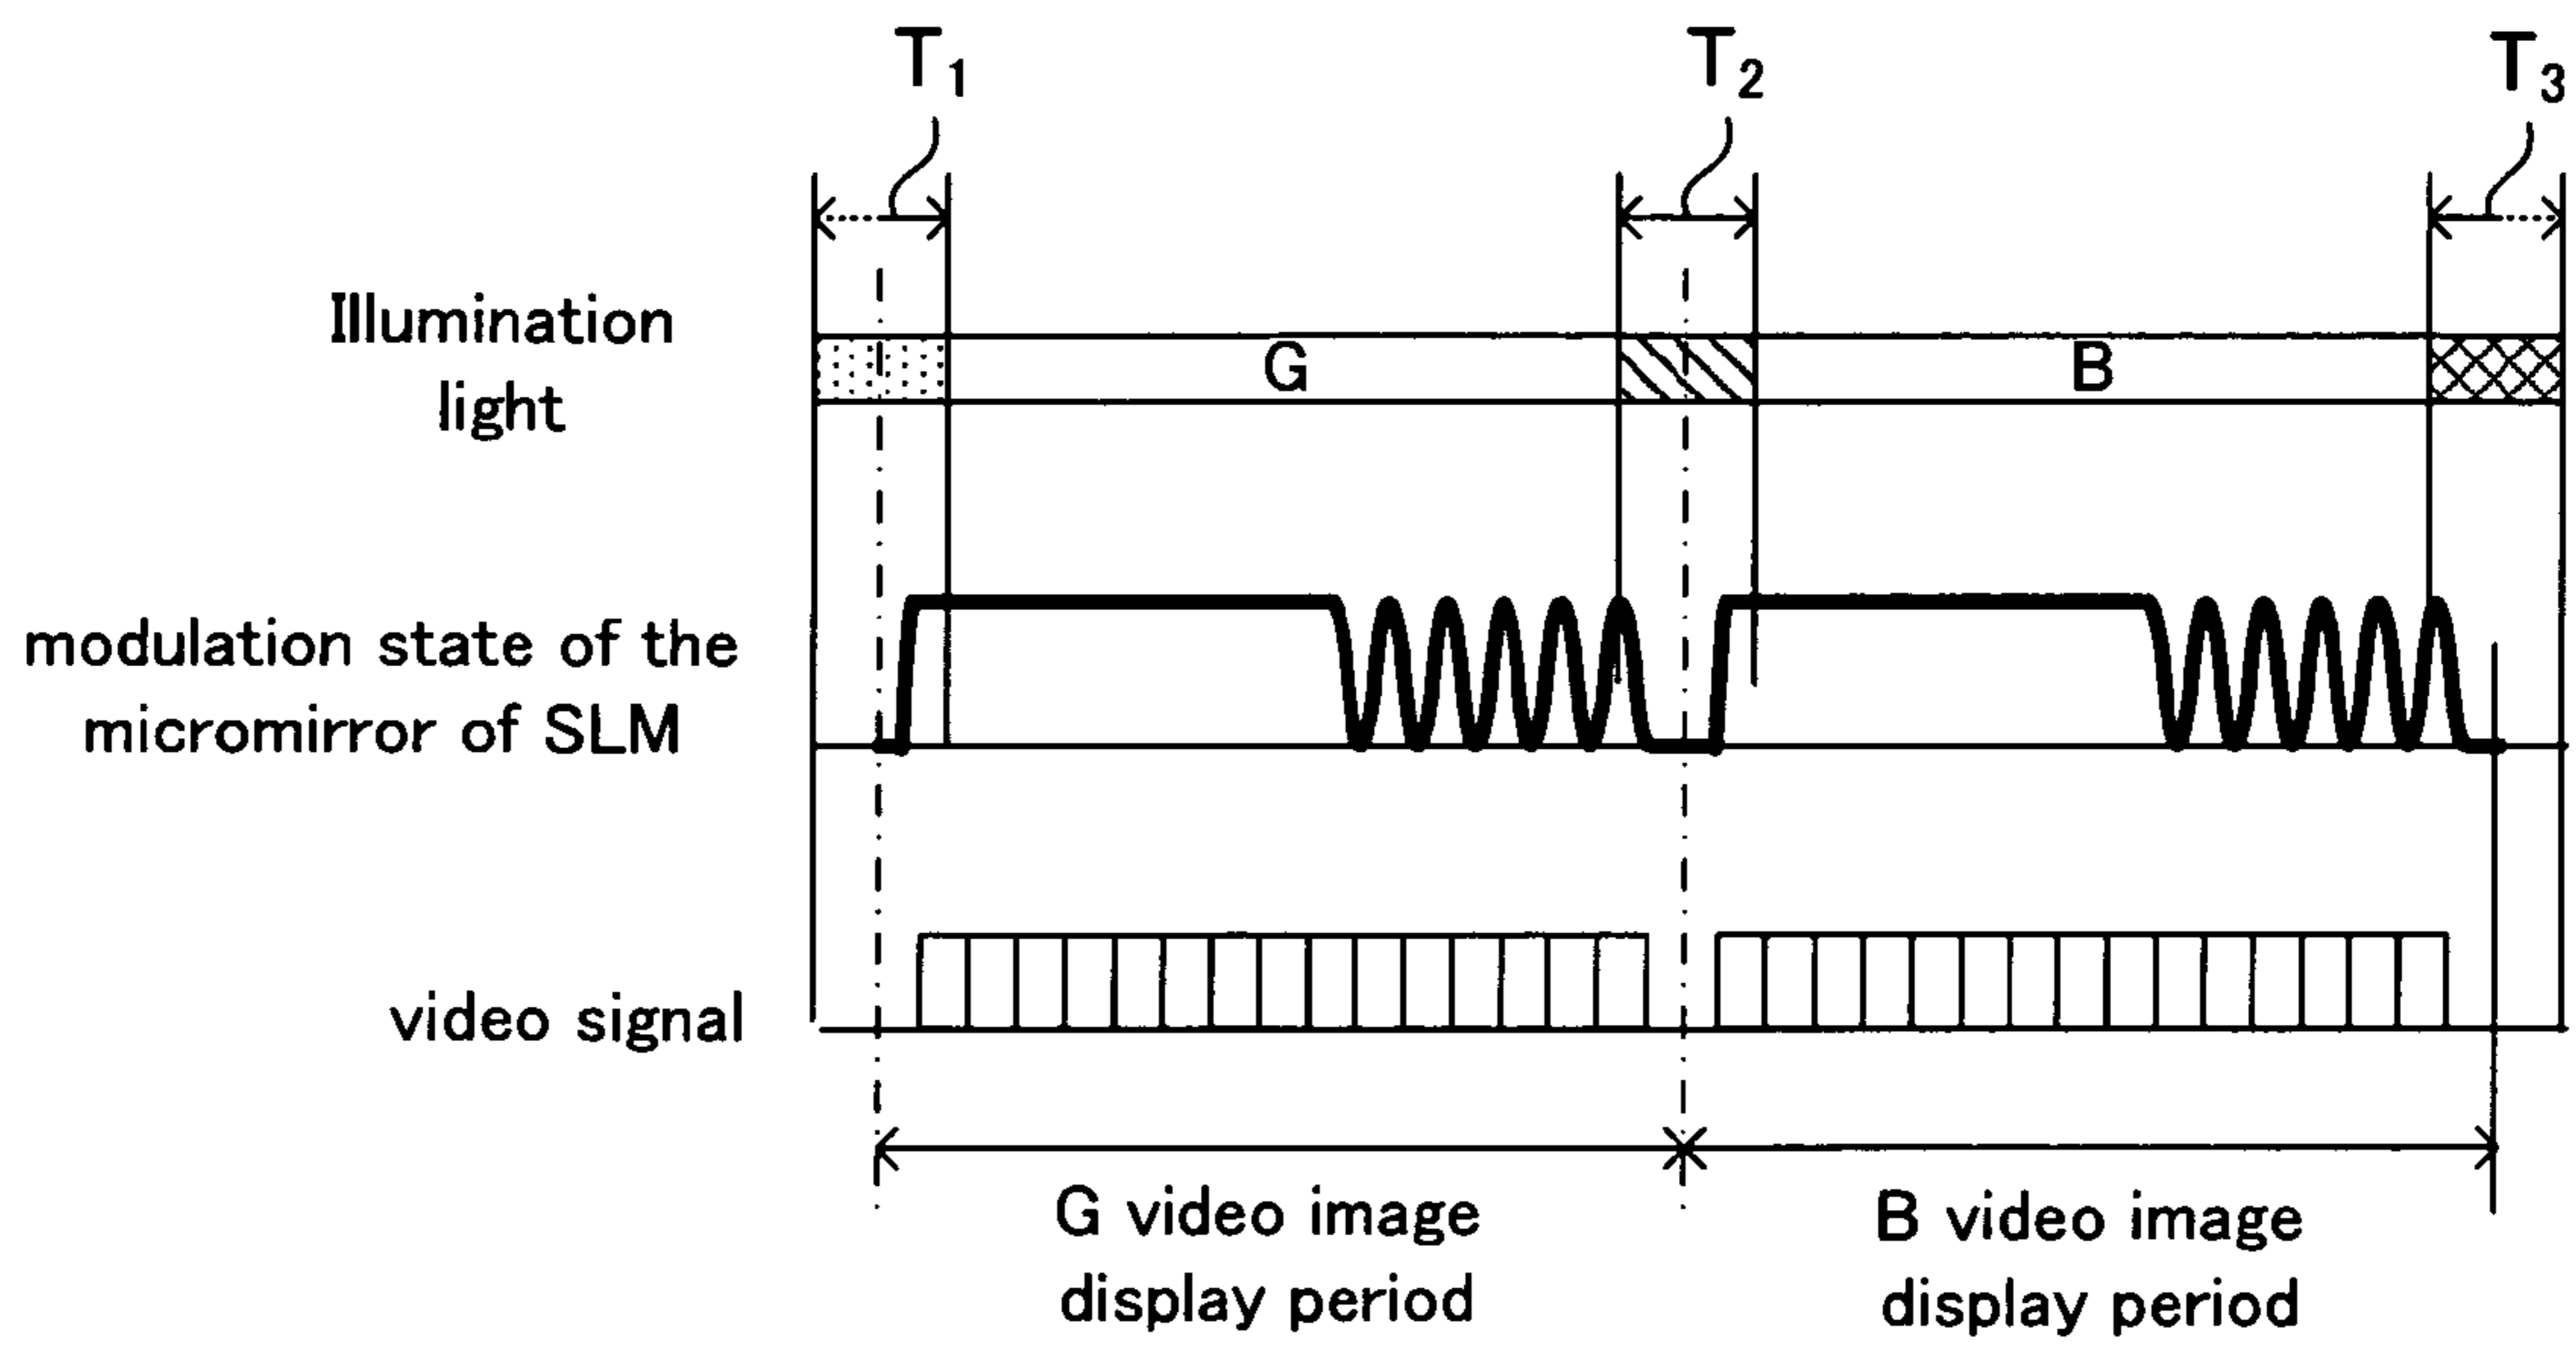 T1
T2
T3
Illumination
light
G
B
modulation state of the
micromirror of SLM
video signal
G video image
display period
B video image
display period